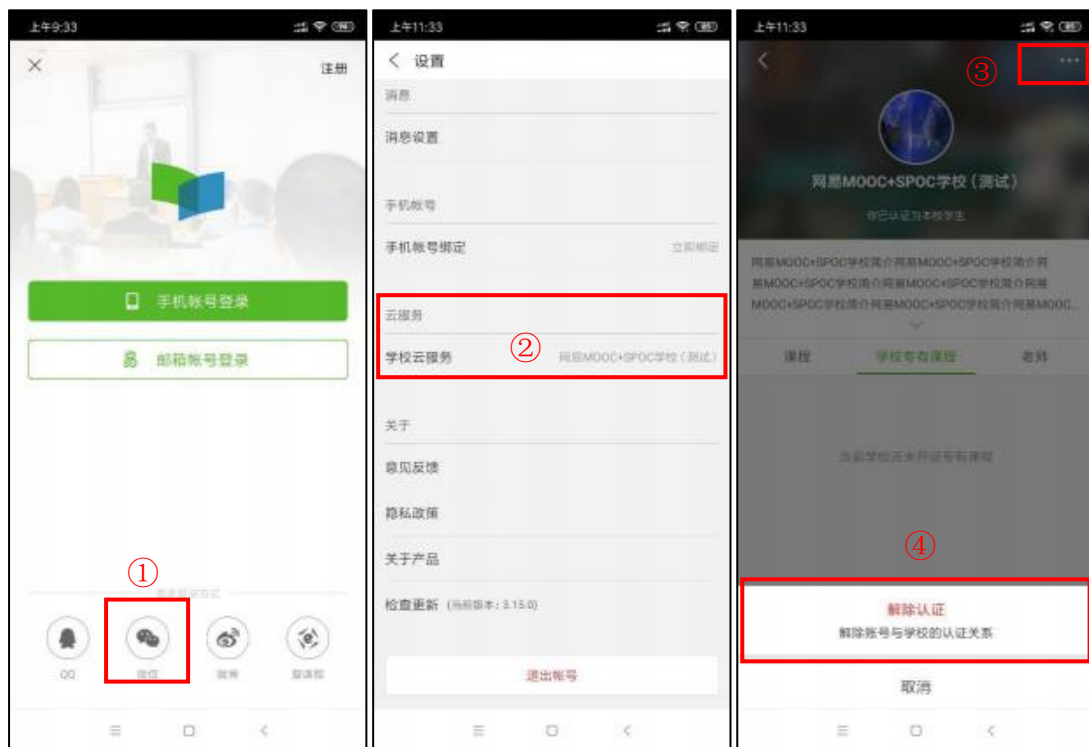 上午9:33
注册
手机帐号登录
邮箱帐号登录
①
QQ
微信
微博
爱课程
上午11:33
设置
消息
消息设置
手机帐号
手机帐号绑定 立即绑定
云服务
学校云服务 ② 网易MOOC+SPOC学校(测试)
关于
意见反馈
隐私政策
关于产品
检查更新 (当前版本:3.15.0)
退出帐号
上午11:33
③
网易MOOC+SPOC学校(测试)
你已认证为本校学生
网易MOOC+SPOC学校简介网易MOOC+SPOC学校简介网
易MOOC+SPOC学校简介网易MOOC+SPOC学校简介网易
MOOC+SPOC学校简介网易MOOC+SPOC学校简介网易MOOC...
课程 学校专有课程 老师
当前学校还未开设专有课程
④
解除认证
解除账号与学校的认证关系
取消